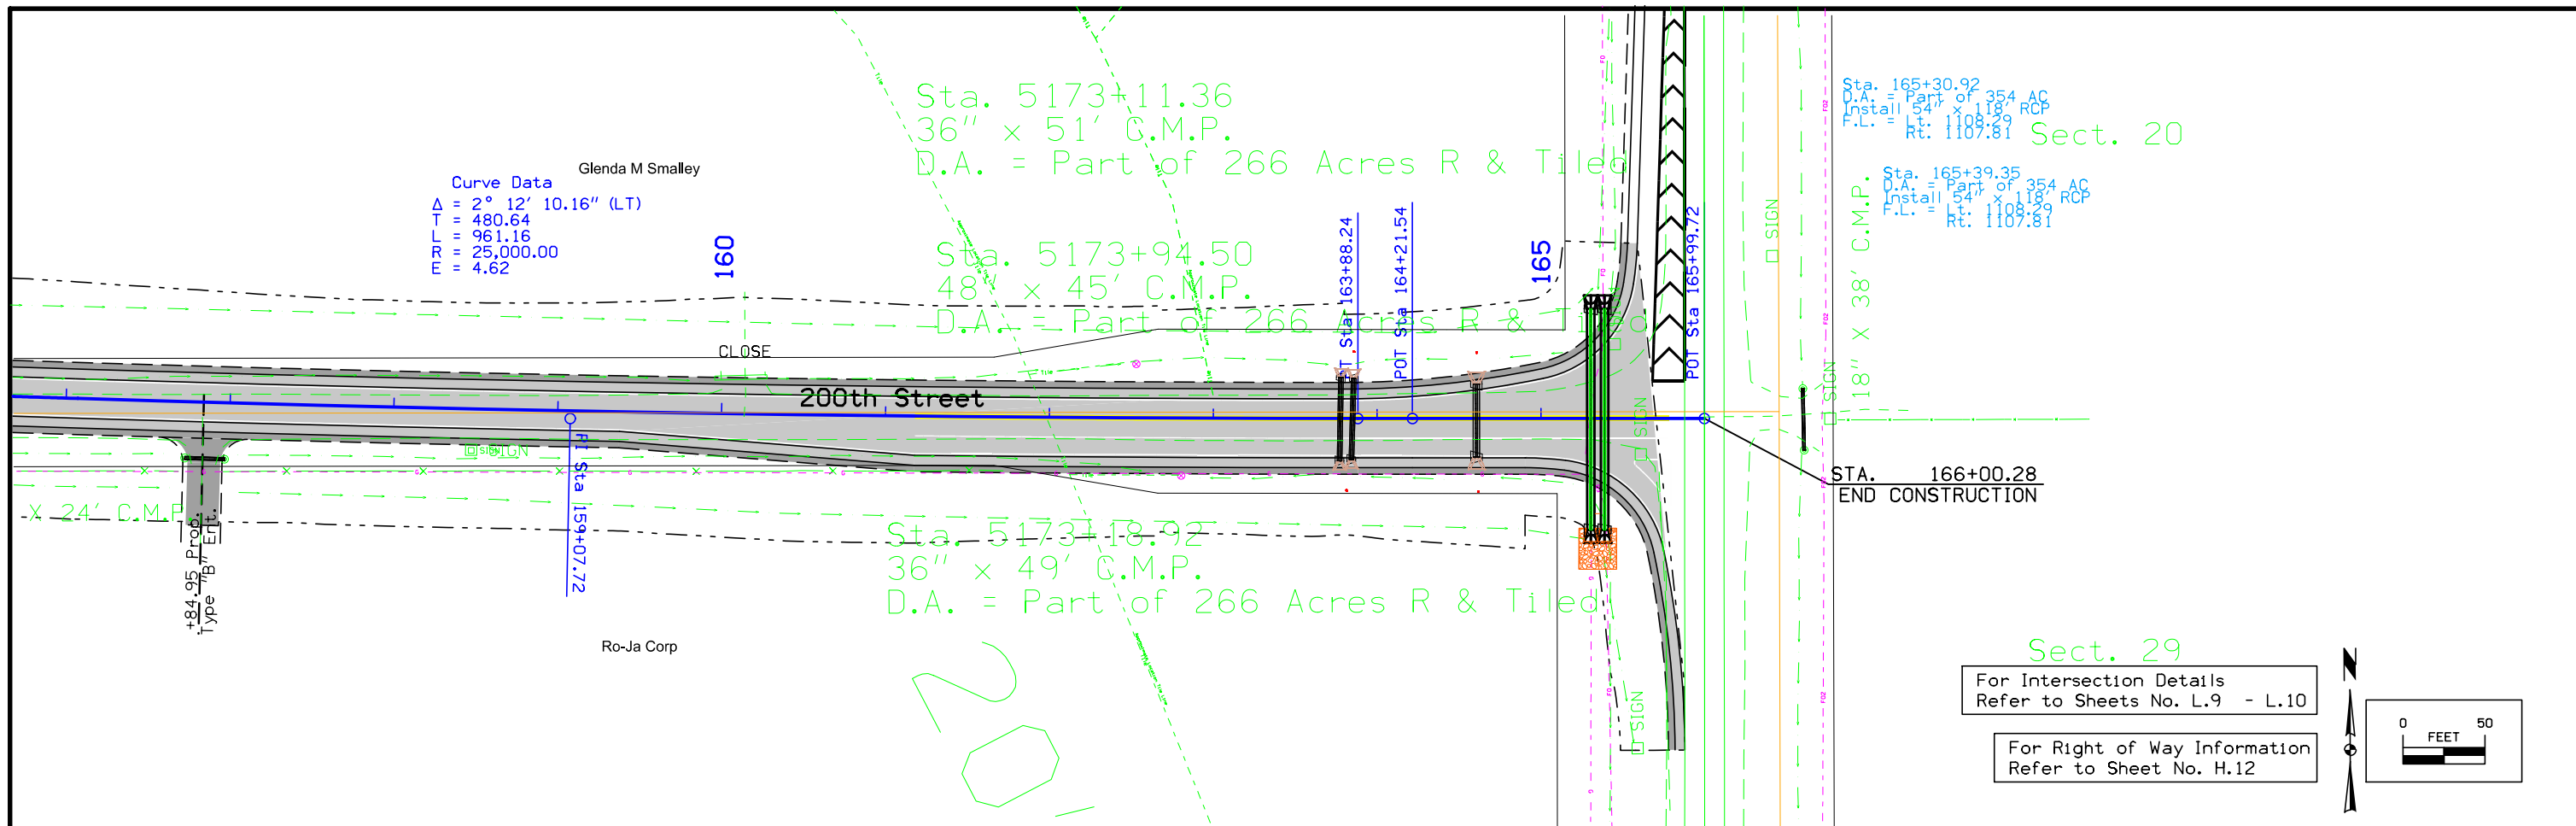 Sta. 5173+11.36
36" x 51' C.M.P.
D.A. = Part of 266 Acres R & Tiled
Sta. 165+30.92
D.A. = Part of 354 AC
Install 54" x 118' RCP
F.L. = Lt. 1108.29
Rt. 1107.81
Sect. 20
Glenda M Smalley
Curve Data
Δ = 2° 12' 10.16" (LT)
T = 480.64
L = 961.16
R = 25,000.00
E = 4.62
Sta. 165+39.35
D.A. = Part of 354 AC
Install 54" x 118' RCP
F.L. = Lt. 1108.29
Rt. 1107.81
160
Sta. 5173+94.50
48" x 45' C.M.P.
D.A. = Part of 266 Acres R &
Sta 163+88.24
POT Sta 164+21.54
165
POT Sta 165+99.72
SIGN
18" X 38' C.M.P.
CLOSE
200th Street
SIGN
SIGN
SIGN
SIGN
PI Sta 159+07.72
STA. 166+00.28
END CONSTRUCTION
X 24' C.M.P.
+84.95 Prop.
Type "B" Ent.
Sta. 5173+18.92
36" x 49' C.M.P.
D.A. = Part of 266 Acres R & Tiled
Ro-Ja Corp
20
SIGN
Sect. 29
For Intersection Details
Refer to Sheets No. L.9 - L.10
For Right of Way Information
Refer to Sheet No. H.12
N
0 50
FEET